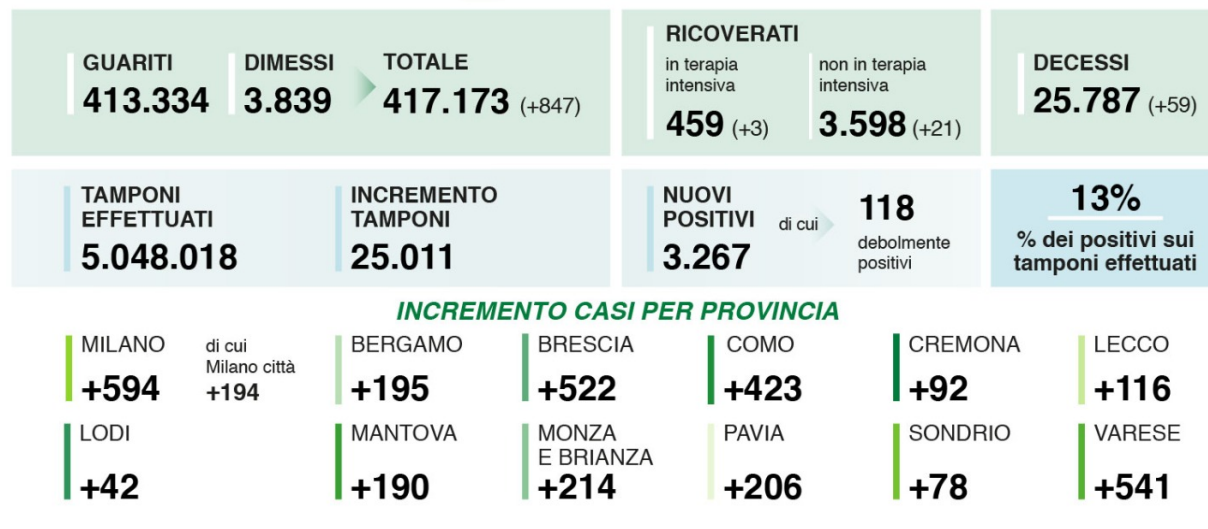 GUARITI
413.334
DIMESSI
3.839
TOTALE
417.173 (+847)
RICOVERATI
in terapia
intensiva
459 (+3)
non in terapia
intensiva
3.598 (+21)
DECESSI
25.787 (+59)
TAMPONI
EFFETTUATI
5.048.018
INCREMENTO
TAMPONI
25.011
NUOVI
POSITIVI
3.267
di cui
118
debolmente
positivi
13%
% dei positivi sui
tamponi effettuati
INCREMENTO CASI PER PROVINCIA
MILANO
+594
di cui
Milano città
+194
BERGAMO
+195
BRESCIA
+522
COMO
+423
CREMONA
+92
LECCO
+116
LODI
+42
MANTOVA
+190
MONZA
E BRIANZA
+214
PAVIA
+206
SONDRIO
+78
VARESE
+541